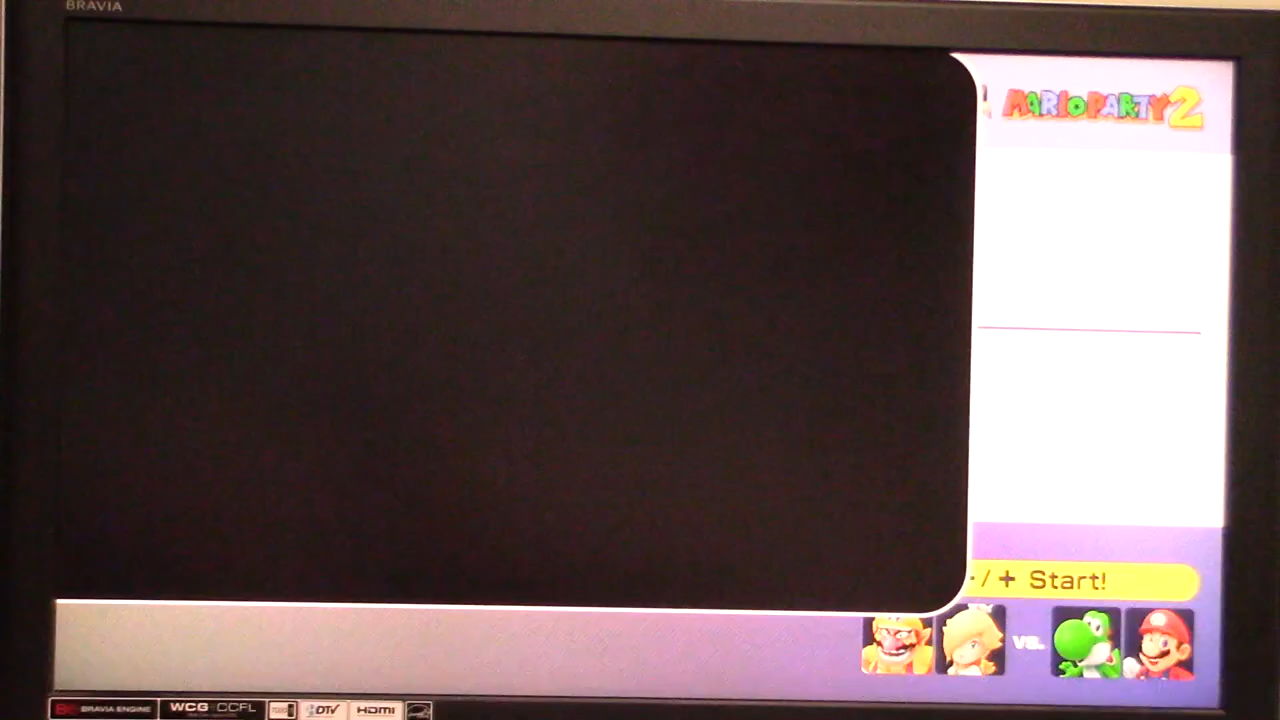 BRAVIA
MARIO PARTY 2
- / + Start!
VS.
BRAVIA ENGINE
WCG-CCFL
DTV
HDMI